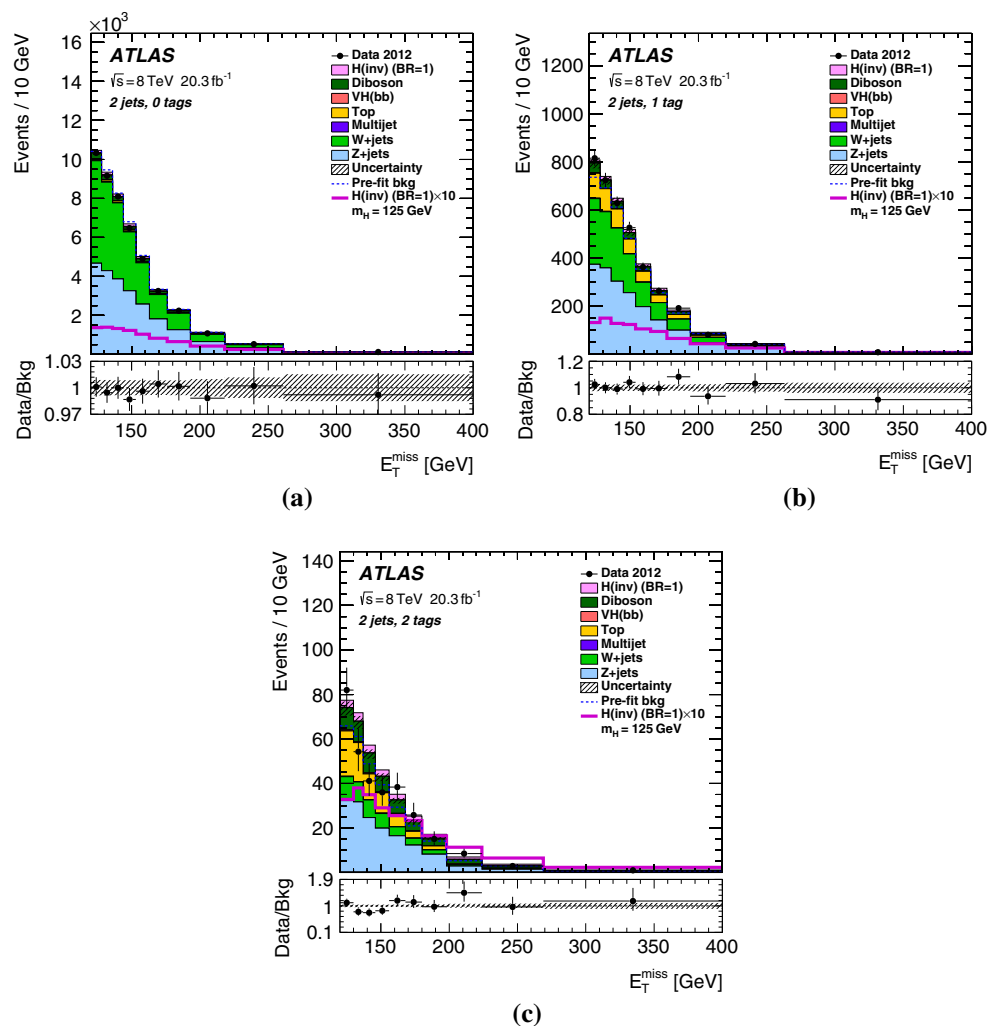 ×10³
Events / 10 GeV
16
14
12
10
8
6
4
2
ATLAS
√s = 8 TeV 20.3 fb⁻¹
2 jets, 0 tags
Data 2012
H(inv) (BR=1)
Diboson
VH(bb)
Top
Multijet
W+jets
Z+jets
Uncertainty
Pre-fit bkg
H(inv) (BR=1)×10
m_H = 125 GeV
Data/Bkg
1.03
1
0.97
150 200 250 300 350 400
E_T^miss [GeV]
(a)
Events / 10 GeV
1200
1000
800
600
400
200
ATLAS
√s = 8 TeV 20.3 fb⁻¹
2 jets, 1 tag
Data 2012
H(inv) (BR=1)
Diboson
VH(bb)
Top
Multijet
W+jets
Z+jets
Uncertainty
Pre-fit bkg
H(inv) (BR=1)×10
m_H = 125 GeV
Data/Bkg
1.2
1
0.8
150 200 250 300 350 400
E_T^miss [GeV]
(b)
Events / 10 GeV
140
120
100
80
60
40
20
ATLAS
√s = 8 TeV 20.3 fb⁻¹
2 jets, 2 tags
Data 2012
H(inv) (BR=1)
Diboson
VH(bb)
Top
Multijet
W+jets
Z+jets
Uncertainty
Pre-fit bkg
H(inv) (BR=1)×10
m_H = 125 GeV
Data/Bkg
1.9
1
0.1
150 200 250 300 350 400
E_T^miss [GeV]
(c)